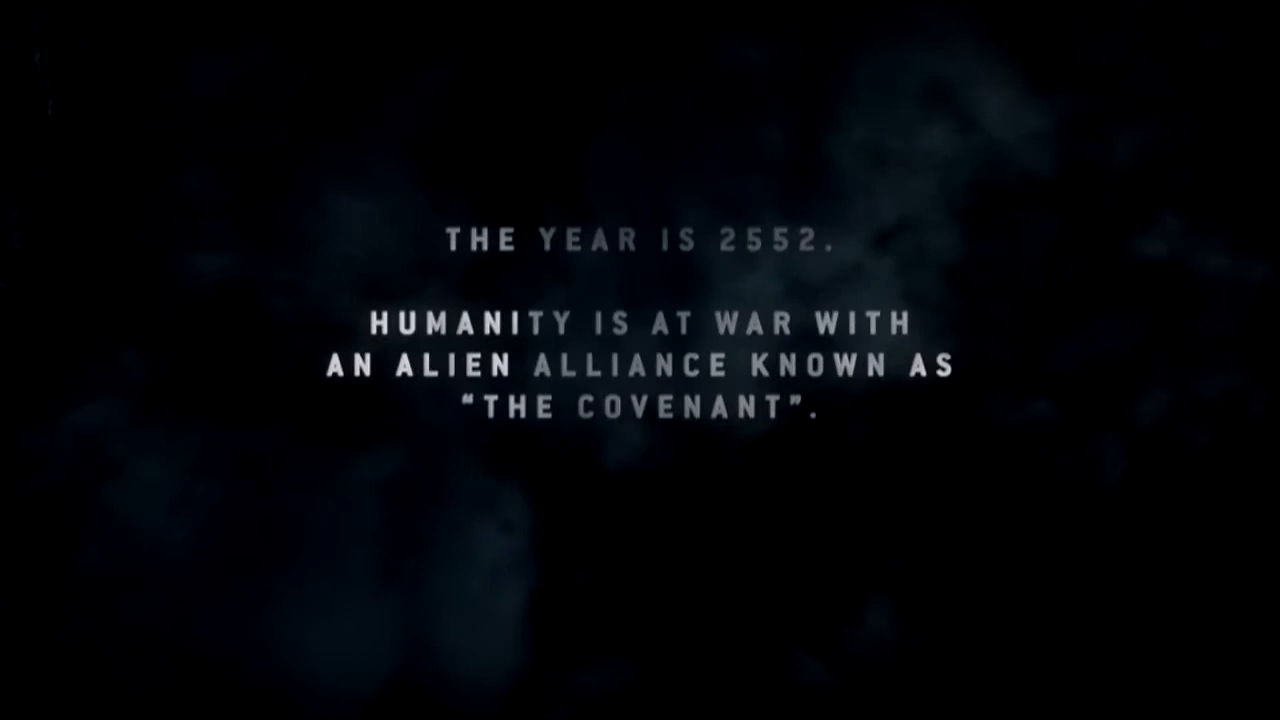 THE YEAR IS 2552.
HUMANITY IS AT WAR WITH
AN ALIEN ALLIANCE KNOWN AS
“THE COVENANT”.